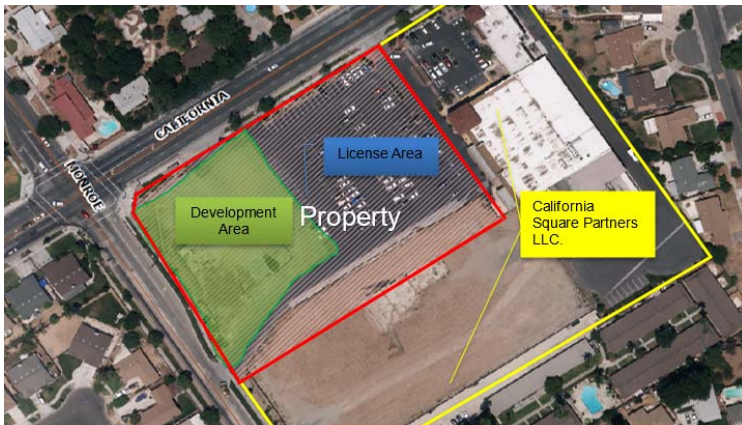 CALIFORNIA
MONROE
License Area
Development
Area
Property
California
Square Partners
LLC.